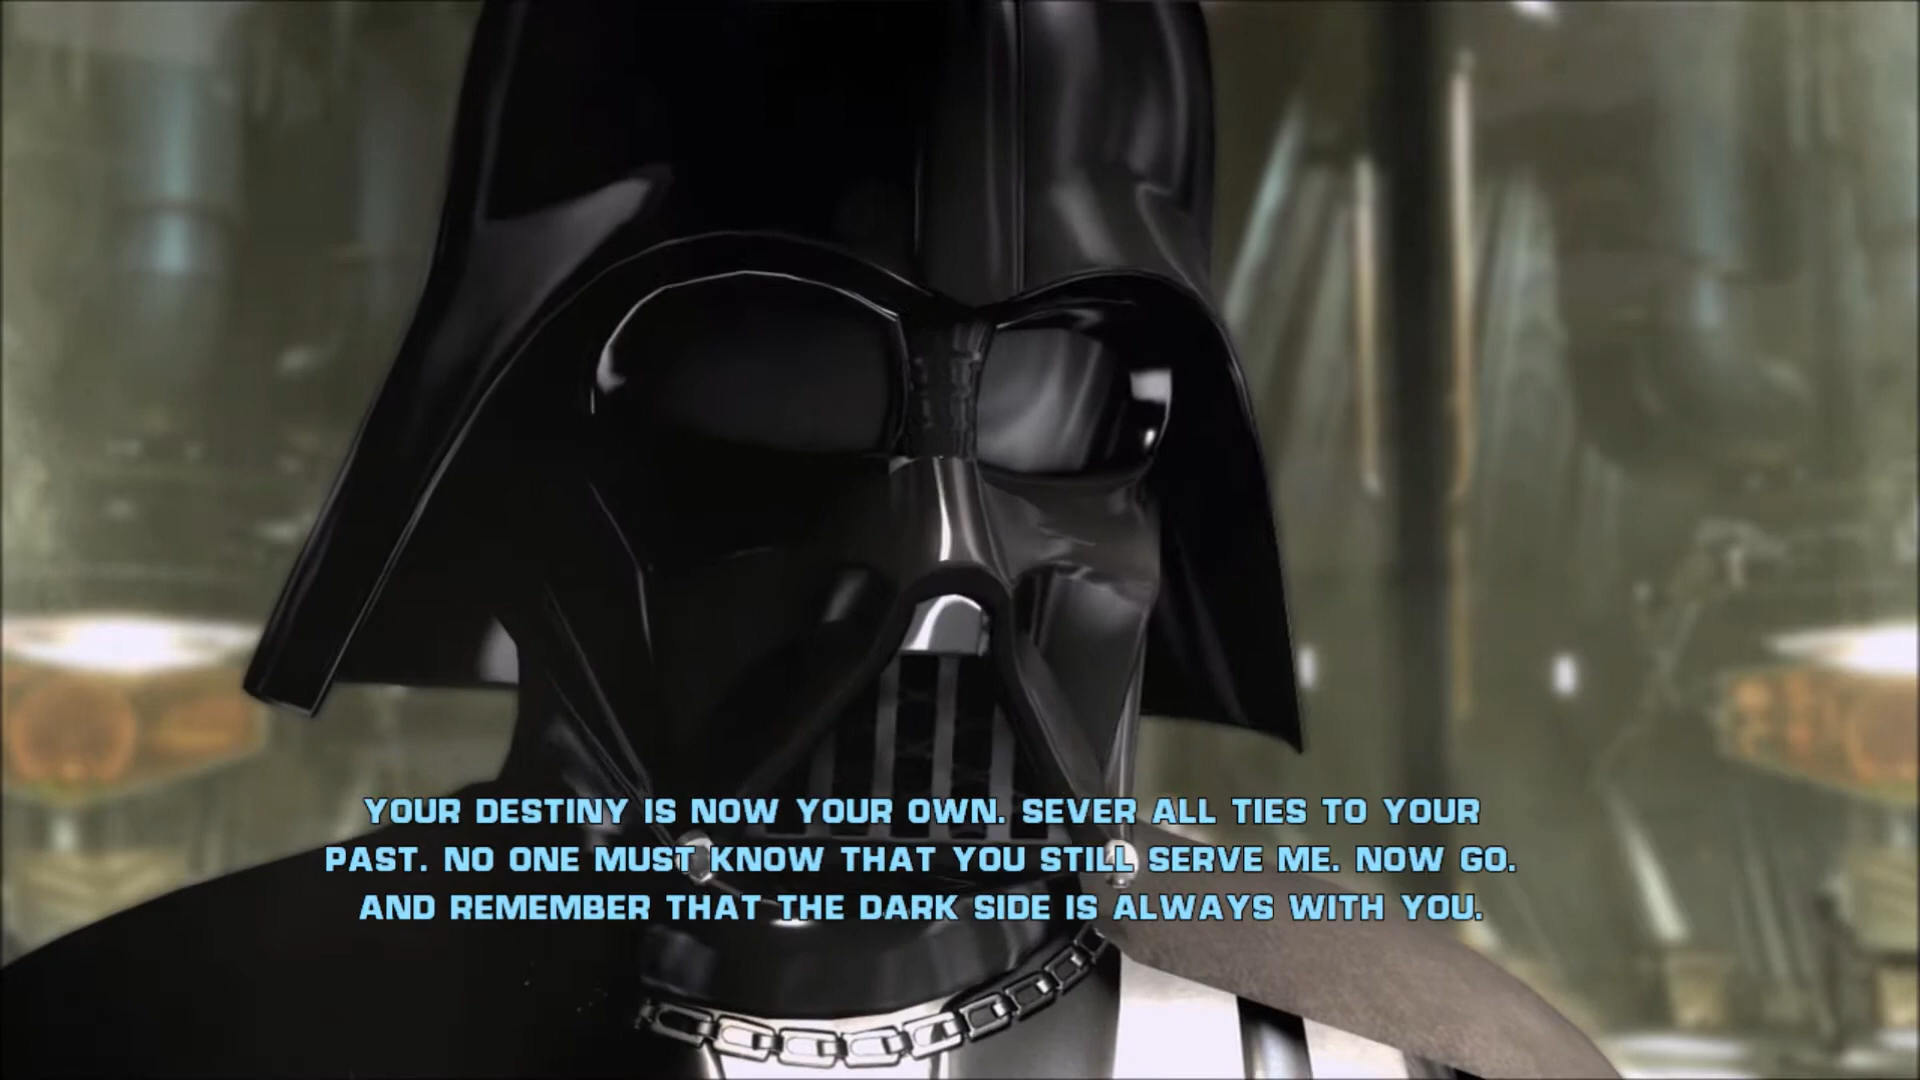 YOUR DESTINY IS NOW YOUR OWN. SEVER ALL TIES TO YOUR
PAST. NO ONE MUST KNOW THAT YOU STILL SERVE ME. NOW GO.
AND REMEMBER THAT THE DARK SIDE IS ALWAYS WITH YOU.